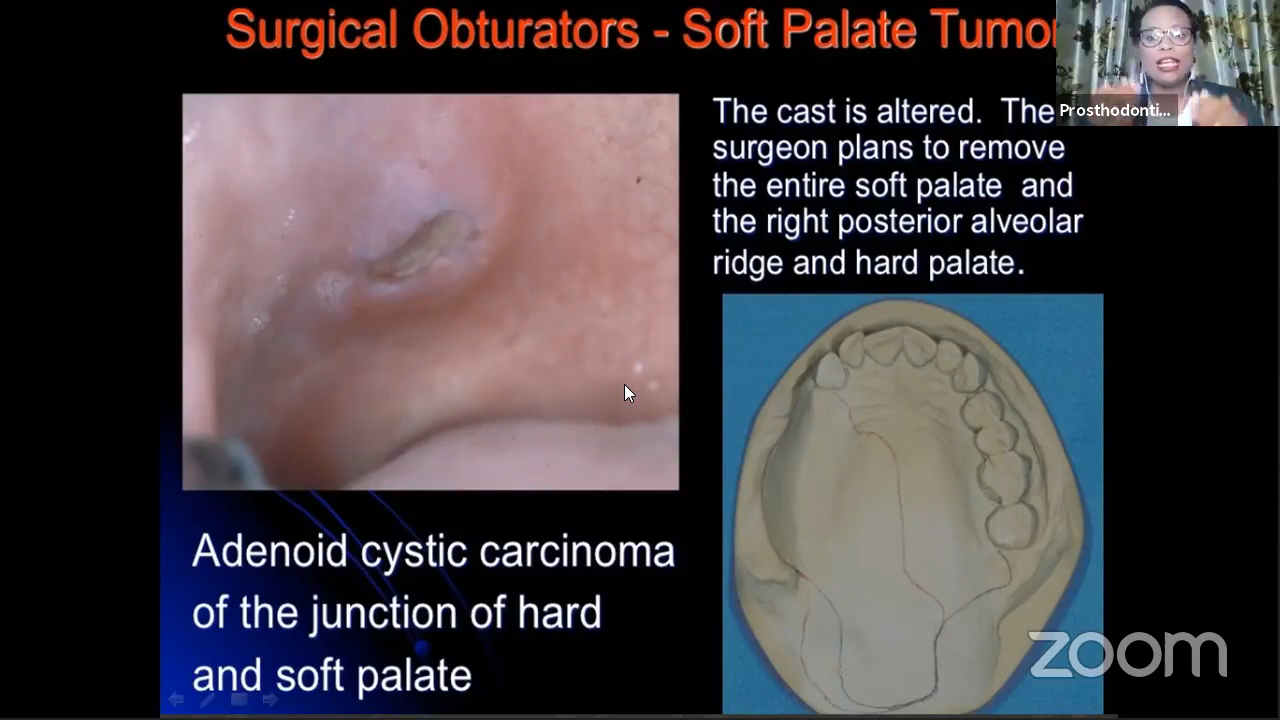 Surgical Obturators - Soft Palate Tumor
Prosthodonti...
The cast is altered. The
surgeon plans to remove
the entire soft palate and
the right posterior alveolar
ridge and hard palate.
Adenoid cystic carcinoma
of the junction of hard
and soft palate
zoom